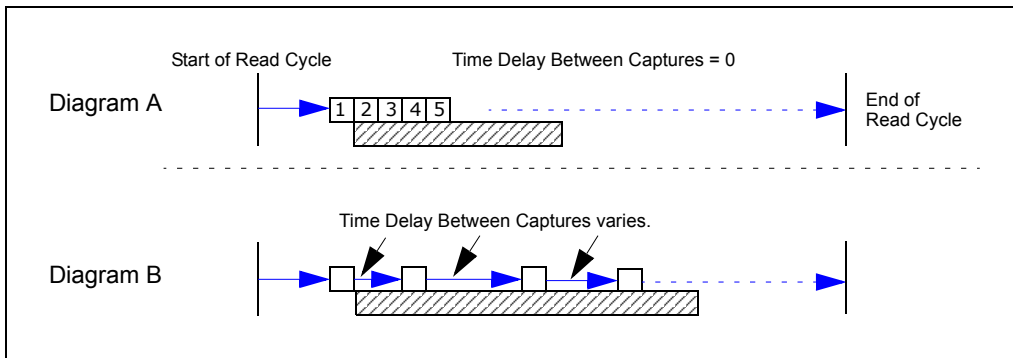 Start of Read Cycle
Time Delay Between Captures = 0
Diagram A
1 2 3 4 5
End of
Read Cycle
Time Delay Between Captures varies.
Diagram B